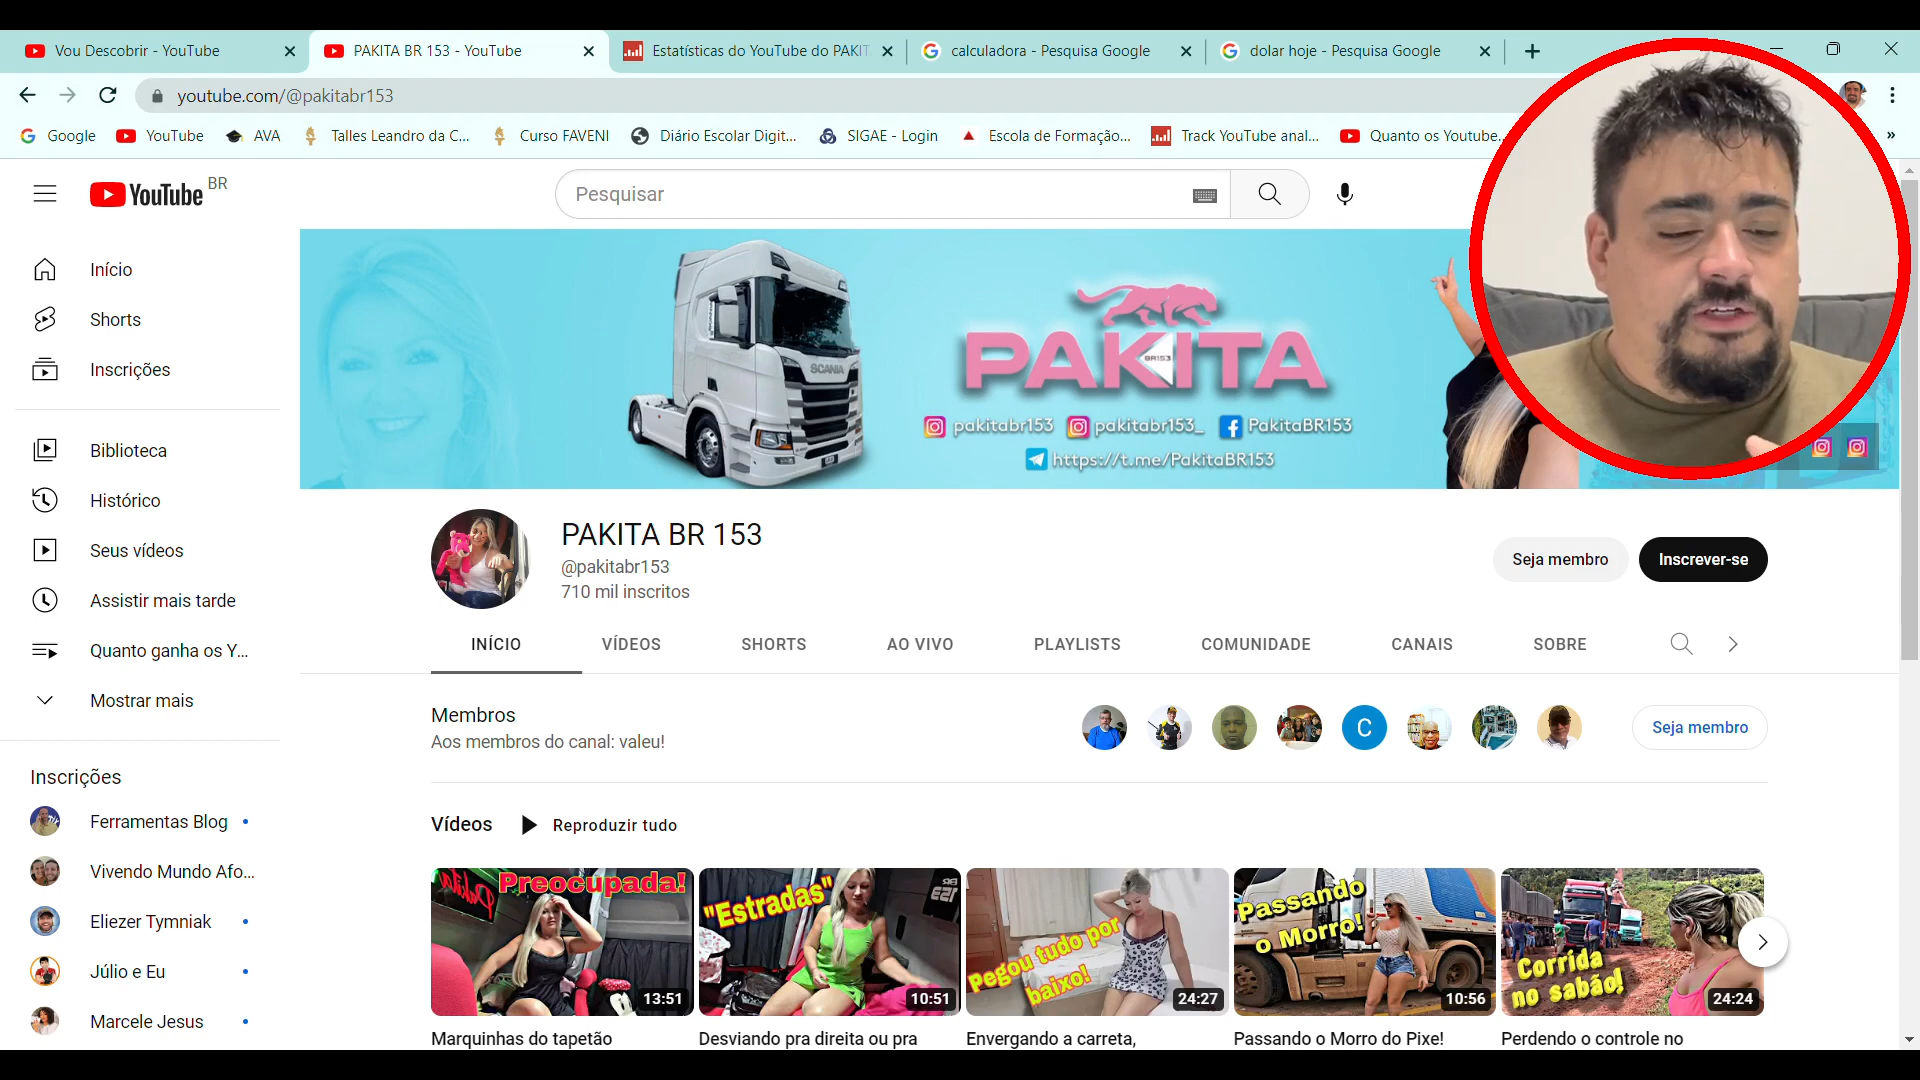 Vou Descobrir - YouTube
PAKITA BR 153 - YouTube
Estatísticas do YouTube do PAKIT
calculadora - Pesquisa Google
dolar hoje - Pesquisa Google
youtube.com/@pakitabr153
Google
YouTube
AVA
Talles Leandro da C...
Curso FAVENI
Diário Escolar Digit...
SIGAE - Login
Escola de Formação...
Track YouTube anal...
Quanto os Youtube...
YouTube BR
Pesquisar
Início
Shorts
Inscrições
Biblioteca
Histórico
Seus vídeos
Assistir mais tarde
Quanto ganha os Y...
Mostrar mais
Inscrições
Ferramentas Blog
Vivendo Mundo Afo...
Eliezer Tymniak
Júlio e Eu
Marcele Jesus
SCANIA
PAKITA
BR153
pakitabr153
pakitabr153_
PakitaBR153
https://t.me/PakitaBR153
PAKITA BR 153
@pakitabr153
710 mil inscritos
Seja membro
Inscrever-se
INÍCIO
VÍDEOS
SHORTS
AO VIVO
PLAYLISTS
COMUNIDADE
CANAIS
SOBRE
Membros
Aos membros do canal: valeu!
C
Seja membro
Vídeos
Reproduzir tudo
Preocupada!
13:51
"Estradas"
10:51
Pegou tudo por
baixo!
24:27
Passando
o Morro!
10:56
Corrida
no sabão!
24:24
Marquinhas do tapetão
Desviando pra direita ou pra
Envergando a carreta,
Passando o Morro do Pixe!
Perdendo o controle no